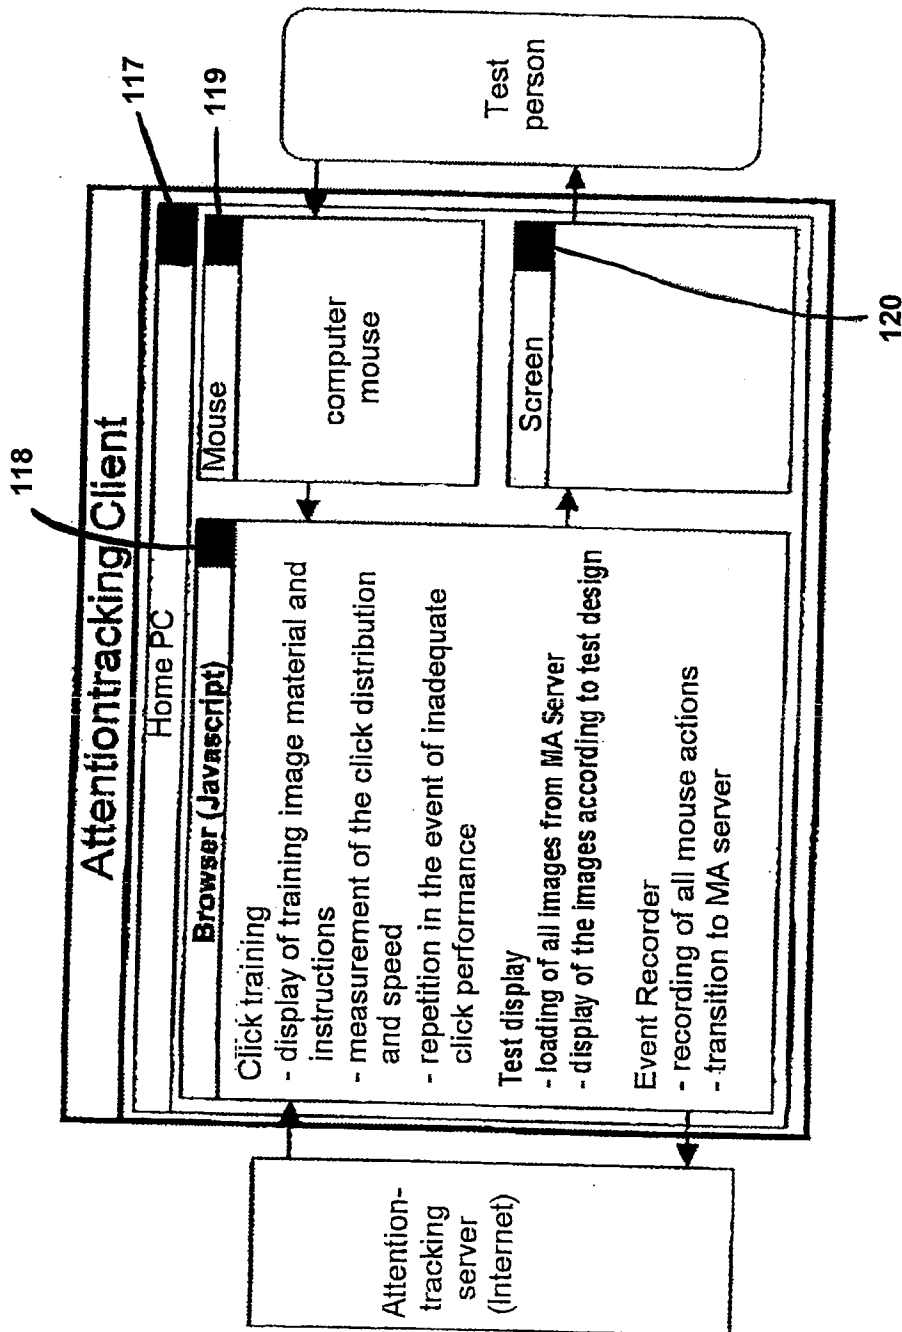 Attentiontracking Client
Home PC
117
Browser (Javascript)
118
Click training
- display of training image material and
instructions
- measurement of the click distribution
and speed
- repetition in the event of inadequate
click performance
Test display
- loading of all images from MA server
- display of the images according to test design
Event Recorder
- recording of all mouse actions
- transition to MA server
Mouse
119
computer
mouse
Screen
120
Test
person
Attention-
tracking
server
(Internet)